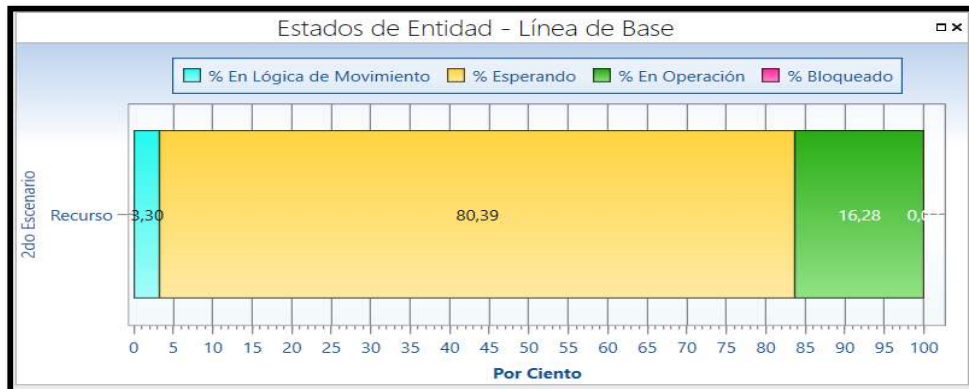 Estados de Entidad - Línea de Base
% En Lógica de Movimiento % Esperando % En Operación % Bloqueado
2do Escenario
Recurso 3,30 80,39 16,28
0 5 10 15 20 25 30 35 40 45 50 55 60 65 70 75 80 85 90 95 100
Por Ciento